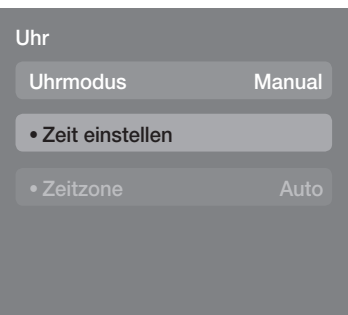 Uhr
Uhrmodus Manual
• Zeit einstellen
• Zeitzone Auto